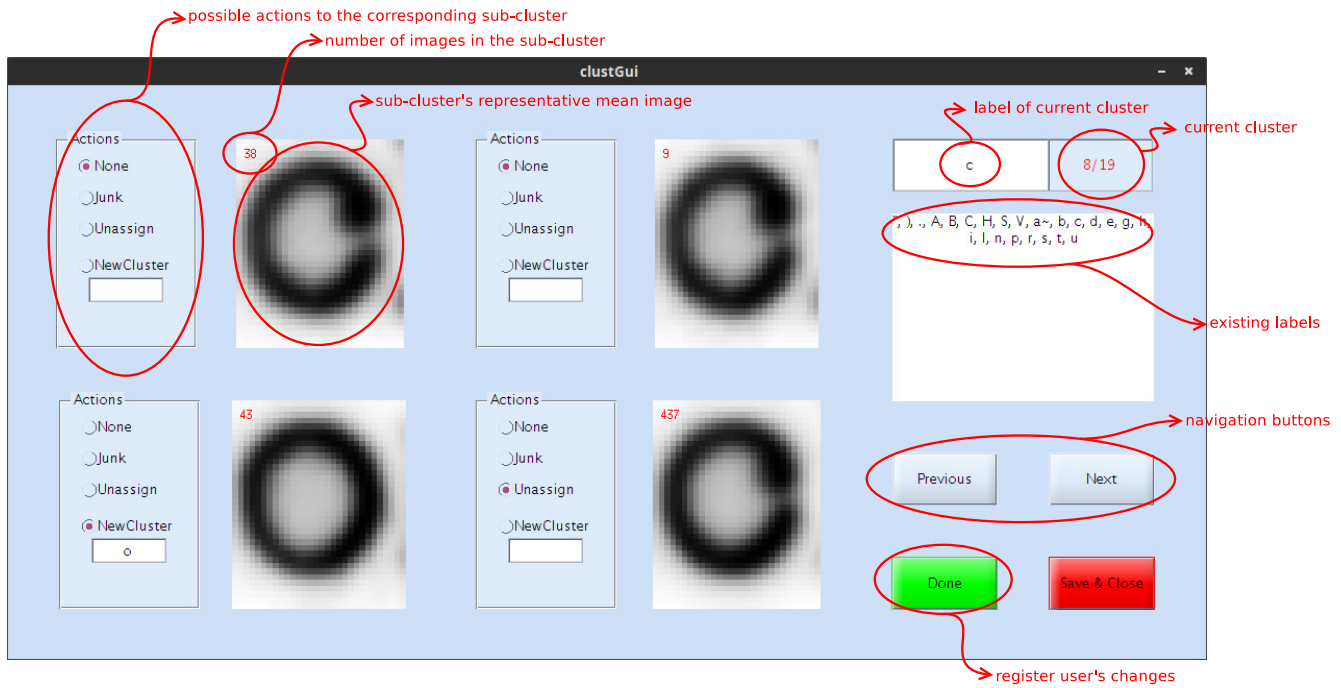 possible actions to the corresponding sub-cluster
number of images in the sub-cluster
clustGui
sub-cluster's representative mean image
label of current cluster
current cluster
Actions
None
Junk
Unassign
NewCluster
38
Actions
None
Junk
Unassign
NewCluster
9
c
8/19
), ., A, B, C, H, S, V, a~, b, c, d, e, g, h,
i, l, n, p, r, s, t, u
existing labels
Actions
None
Junk
Unassign
NewCluster
o
43
Actions
None
Junk
Unassign
NewCluster
437
navigation buttons
Previous
Next
Done
Save & Close
register user's changes